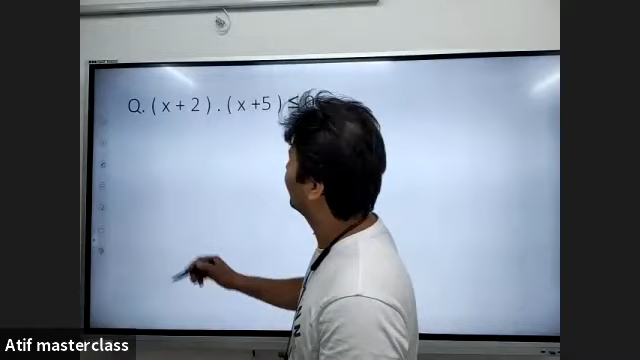 Q. ( x + 2 ) . ( x +5 ) ≤
Atif masterclass